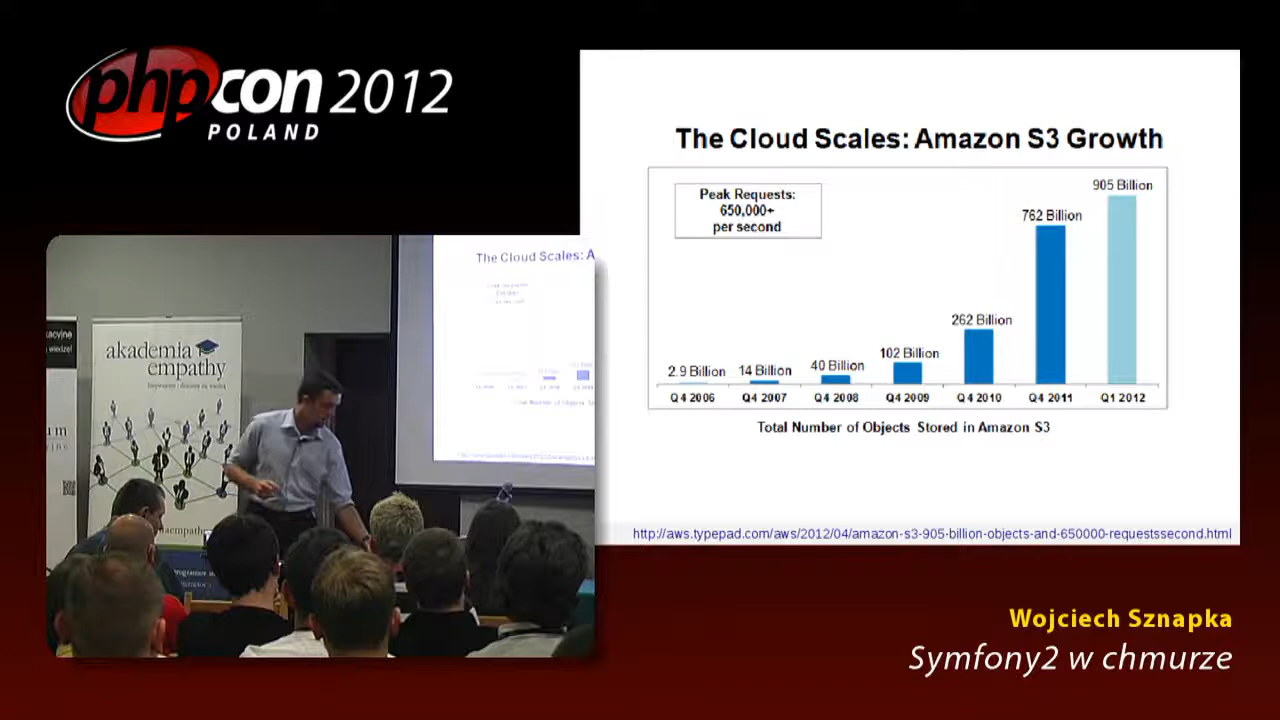 phpcon 2012
POLAND
The Cloud Scales: Amazon S3 Growth
Peak Requests:
650,000+
per second
2.9 Billion
14 Billion
40 Billion
102 Billion
262 Billion
762 Billion
905 Billion
Q4 2006
Q4 2007
Q4 2008
Q4 2009
Q4 2010
Q4 2011
Q1 2012
Total Number of Objects Stored in Amazon S3
http://aws.typepad.com/aws/2012/04/amazon-s3-905-billion-objects-and-650000-requestssecond.html
The Cloud Scales: A
akademia
empathy
Wojciech Sznapka
Symfony2 w chmurze